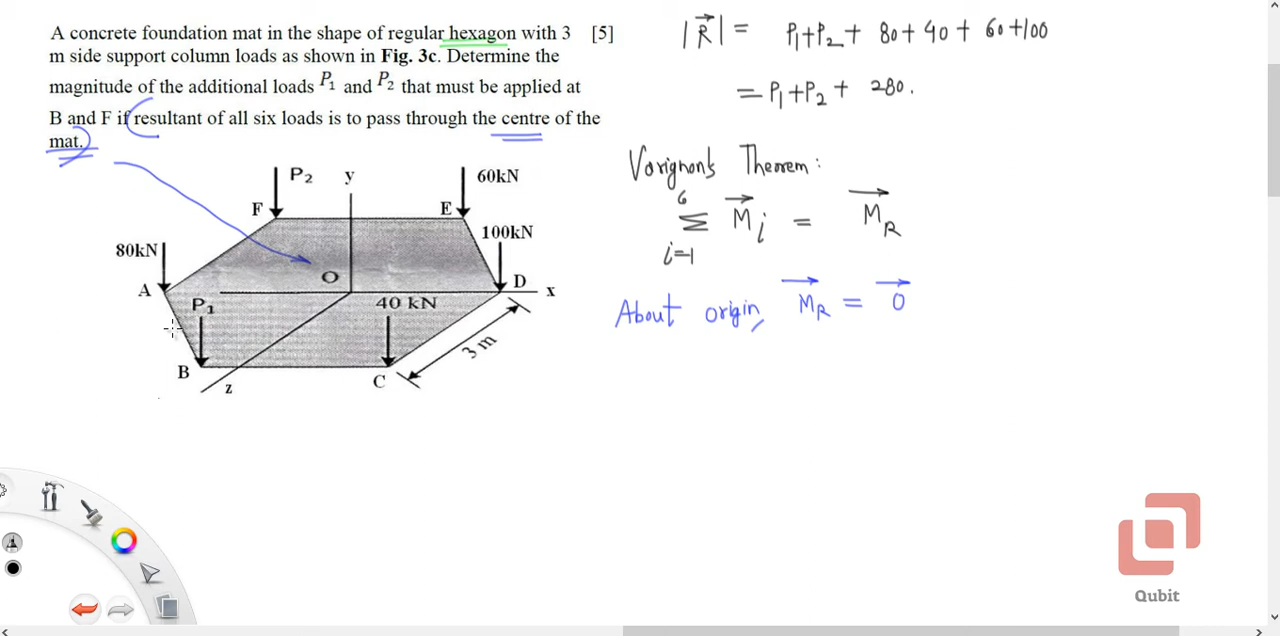 A concrete foundation mat in the shape of regular hexagon with 3 [5]
m side support column loads as shown in Fig. 3c. Determine the
magnitude of the additional loads P1 and P2 that must be applied at
B and F if resultant of all six loads is to pass through the centre of the
mat.
P2
y
60kN
F
E
80kN
100kN
O
D
A
x
P1
40 kN
3 m
B
C
z
|R| = P1+P2+ 80+ 40+ 60+100
= P1+P2+ 280.
Varignon's Theorem:
6
Σ Mi = MR
i=1
About origin, MR = 0
Qubit